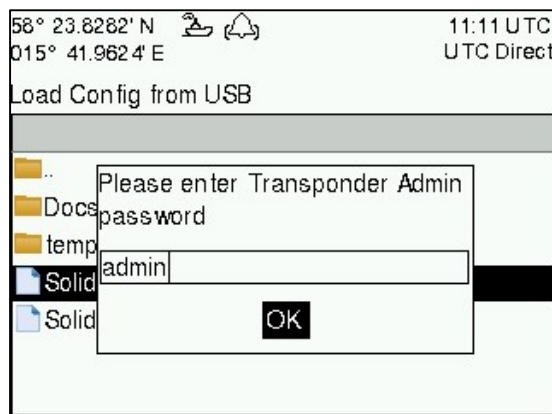 58° 23.8282' N
11:11 UTC
015° 41.9624' E
UTC Direct
Load Config from USB
..
Please enter Transponder Admin
Docs
password
temp
admin
Solid
Solid
OK